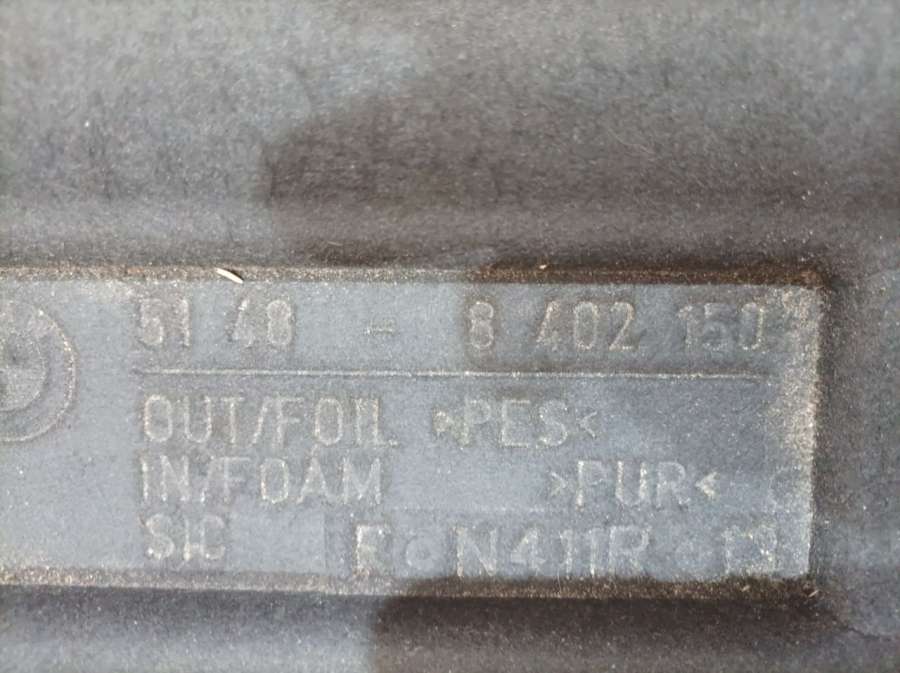 51 48 - 8 402 150
OUT/FOIL >PES<
IN/FOAM >PUR<
SIC N411R